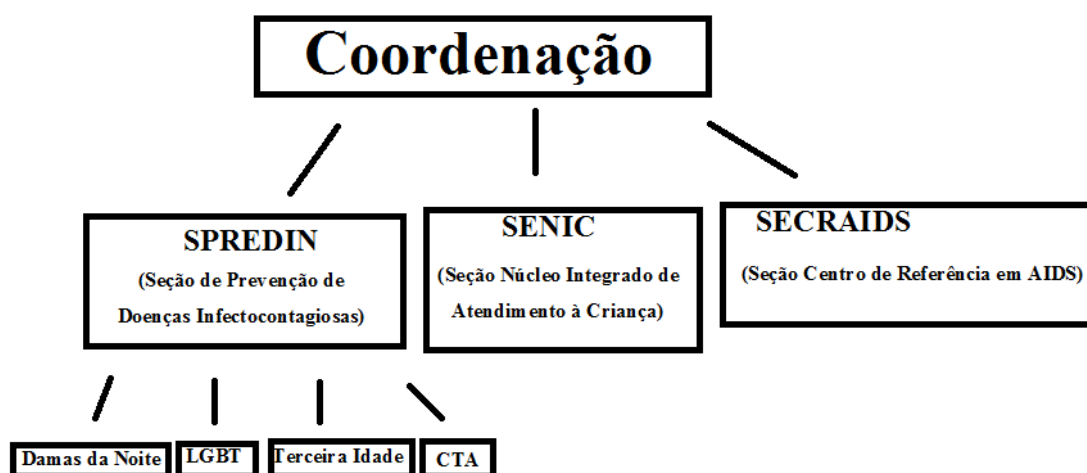 Coordenação
SPREDIN
(Seção de Prevenção de
Doenças Infectocontagiosas)
SENIC
(Seção Núcleo Integrado de
Atendimento à Criança)
SECRAIDS
(Seção Centro de Referência em AIDS)
Damas da Noite
LGBT
Terceira Idade
CTA